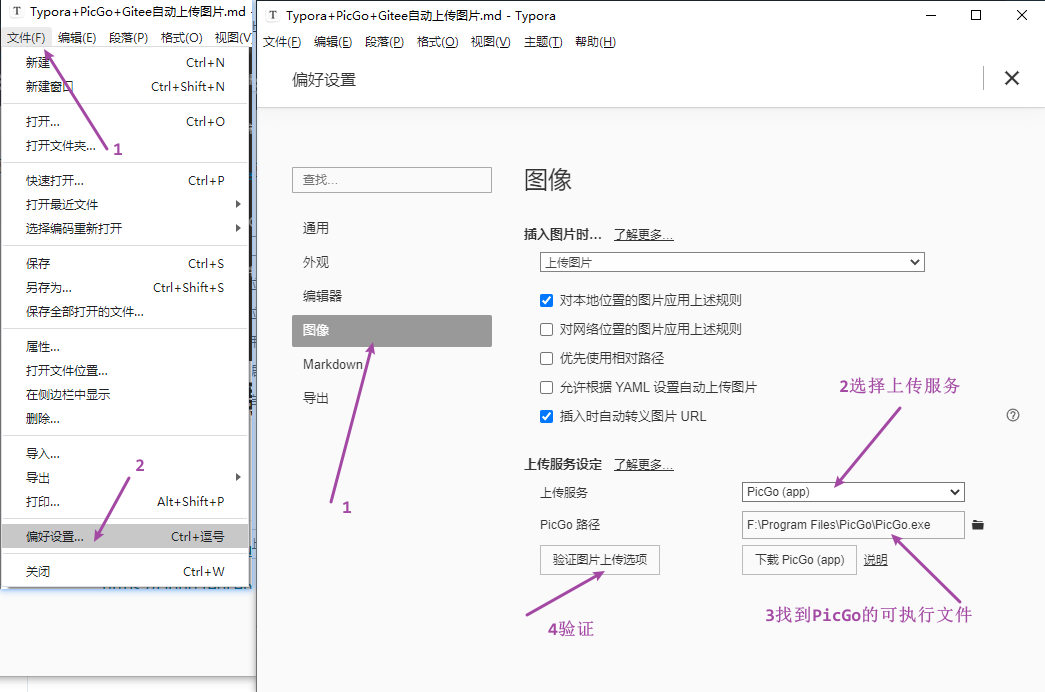 Typora+PicGo+Gitee自动上传图片.md -
文件(F) 编辑(E) 段落(P) 格式(O) 视图(V
新建 Ctrl+N
新建窗口 Ctrl+Shift+N
打开... Ctrl+O
打开文件夹...
1
快速打开... Ctrl+P
打开最近文件
选择编码重新打开
保存 Ctrl+S
另存为... Ctrl+Shift+S
保存全部打开的文件...
属性...
打开文件位置...
在侧边栏中显示
删除...
导入...
2
导出
打印... Alt+Shift+P
偏好设置... Ctrl+逗号
关闭 Ctrl+W
Typora+PicGo+Gitee自动上传图片.md - Typora
文件(F) 编辑(E) 段落(P) 格式(O) 视图(V) 主题(T) 帮助(H)
偏好设置
查找...
通用
外观
编辑器
图像
Markdown
导出
1
图像
插入图片时... 了解更多...
上传图片
对本地位置的图片应用上述规则
对网络位置的图片应用上述规则
优先使用相对路径
允许根据 YAML 设置自动上传图片
2选择上传服务
插入时自动转义图片 URL
上传服务设定 了解更多...
上传服务 PicGo (app)
PicGo 路径 F:\Program Files\PicGo\PicGo.exe
验证图片上传选项 下载 PicGo (app) 说明
3找到PicGo的可执行文件
4验证